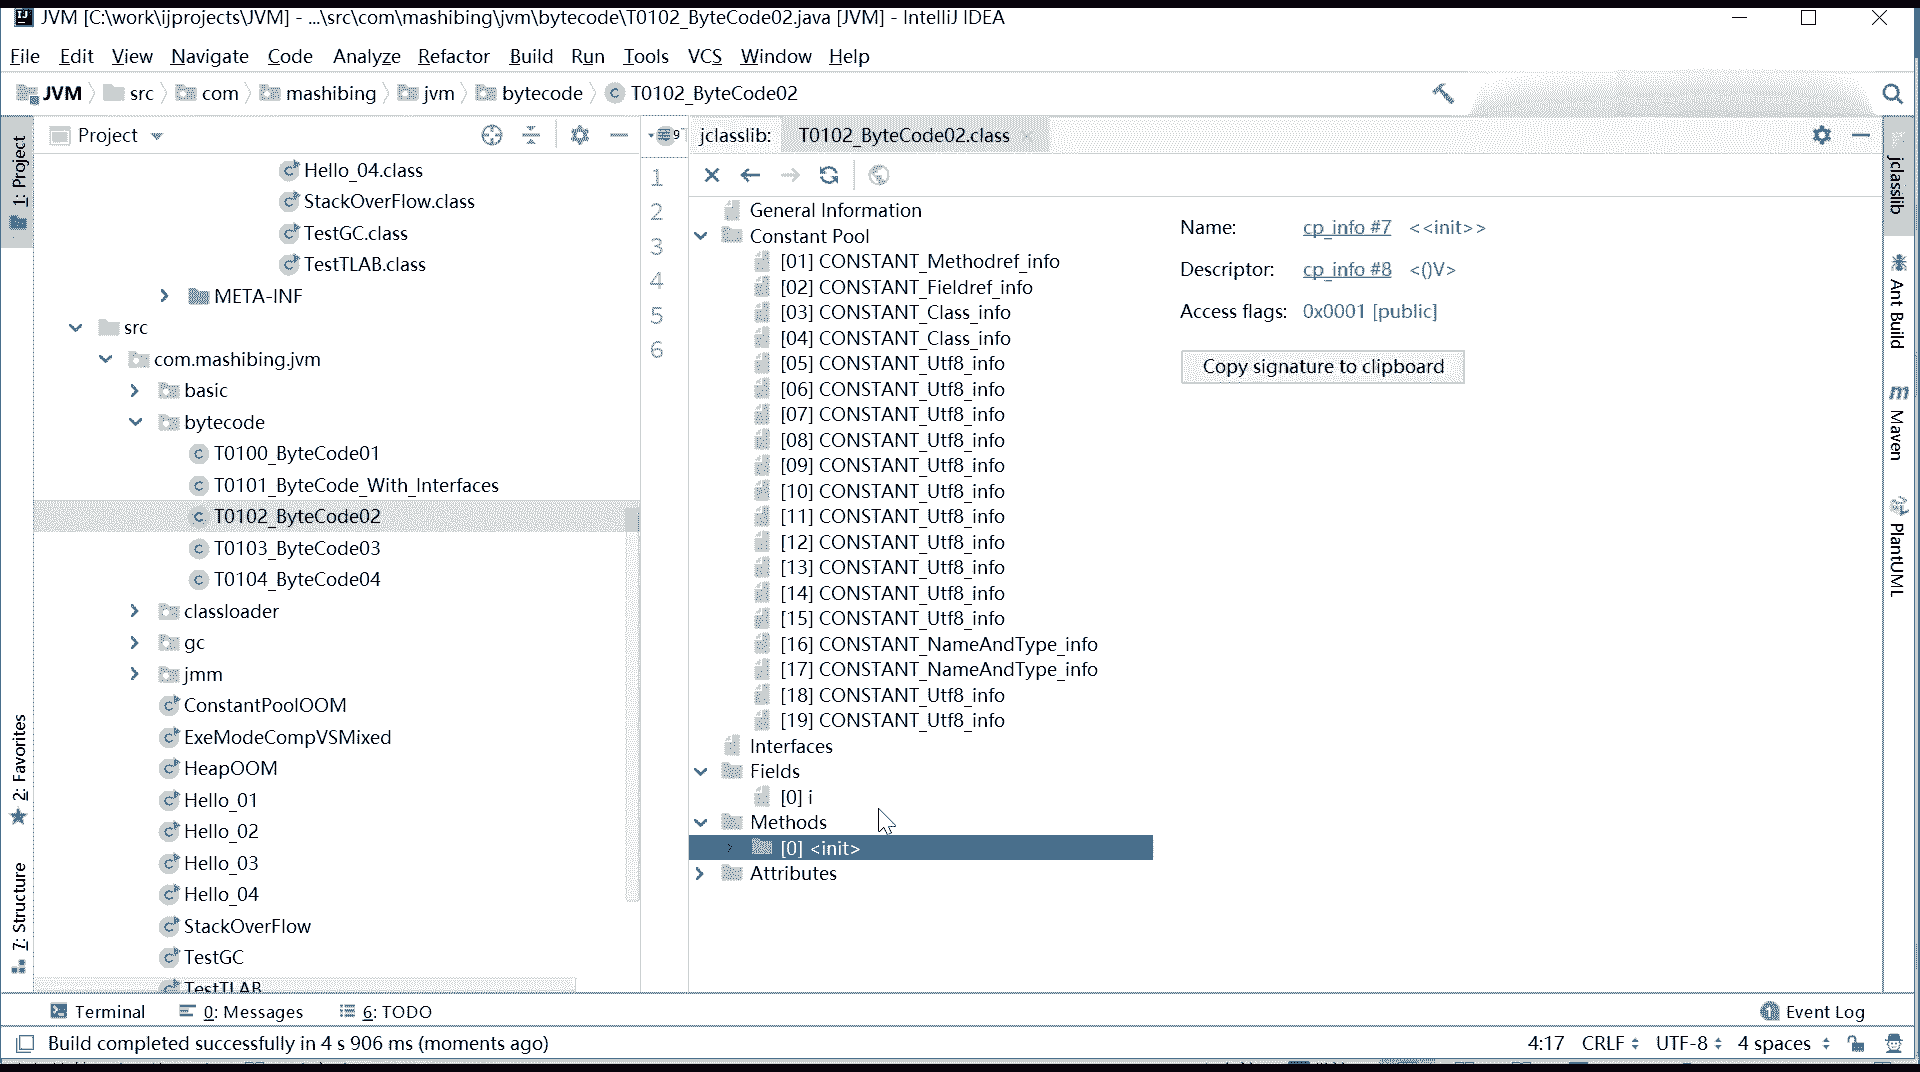 JVM [C:\work\ijprojects\JVM] - ...\src\com\mashibing\jvm\bytecode\T0102_ByteCode02.java [JVM] - IntelliJ IDEA
File Edit View Navigate Code Analyze Refactor Build Run Tools VCS Window Help
JVM src com mashibing jvm bytecode T0102_ByteCode02
1: Project
2: Favorites
7: Structure
Project
Hello_04.class
StackOverFlow.class
TestGC.class
TestTLAB.class
META-INF
src
com.mashibing.jvm
basic
bytecode
T0100_ByteCode01
T0101_ByteCode_With_Interfaces
T0102_ByteCode02
T0103_ByteCode03
T0104_ByteCode04
classloader
gc
jmm
ConstantPoolOOM
ExeModeCompVSMixed
HeapOOM
Hello_01
Hello_02
Hello_03
Hello_04
StackOverFlow
TestGC
TestTLAB
1
2
3
4
5
6
jclasslib: T0102_ByteCode02.class
General Information
Constant Pool
[01] CONSTANT_Methodref_info
[02] CONSTANT_Fieldref_info
[03] CONSTANT_Class_info
[04] CONSTANT_Class_info
[05] CONSTANT_Utf8_info
[06] CONSTANT_Utf8_info
[07] CONSTANT_Utf8_info
[08] CONSTANT_Utf8_info
[09] CONSTANT_Utf8_info
[10] CONSTANT_Utf8_info
[11] CONSTANT_Utf8_info
[12] CONSTANT_Utf8_info
[13] CONSTANT_Utf8_info
[14] CONSTANT_Utf8_info
[15] CONSTANT_Utf8_info
[16] CONSTANT_NameAndType_info
[17] CONSTANT_NameAndType_info
[18] CONSTANT_Utf8_info
[19] CONSTANT_Utf8_info
Interfaces
Fields
[0] i
Methods
[0] <init>
Attributes
Name: cp_info #7 <<init>>
Descriptor: cp_info #8 <()V>
Access flags: 0x0001 [public]
Copy signature to clipboard
jclasslib
Ant Build
Maven
PlantUML
Terminal 0: Messages 6: TODO Event Log
Build completed successfully in 4 s 906 ms (moments ago) 4:17 CRLF UTF-8 4 spaces